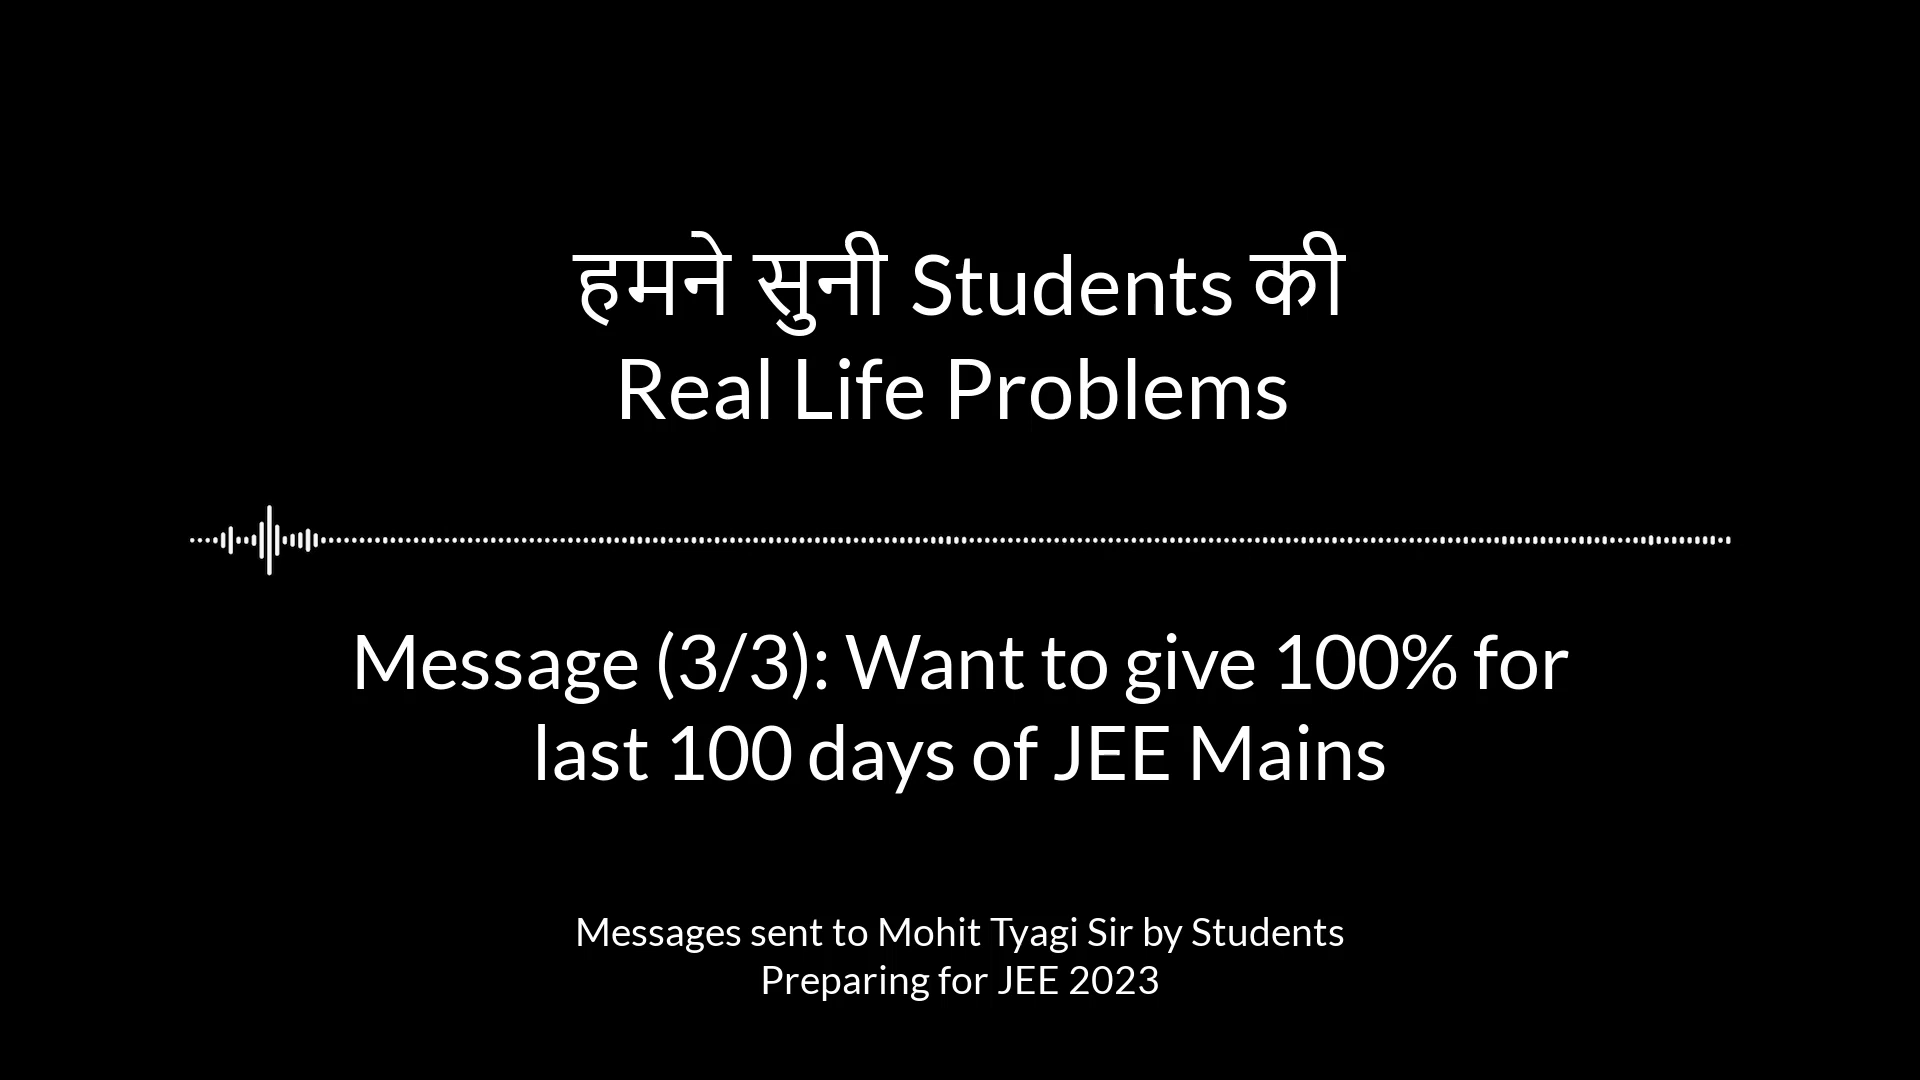 हमने सुनी Students की
Real Life Problems
Message (3/3): Want to give 100% for
last 100 days of JEE Mains
Messages sent to Mohit Tyagi Sir by Students
Preparing for JEE 2023